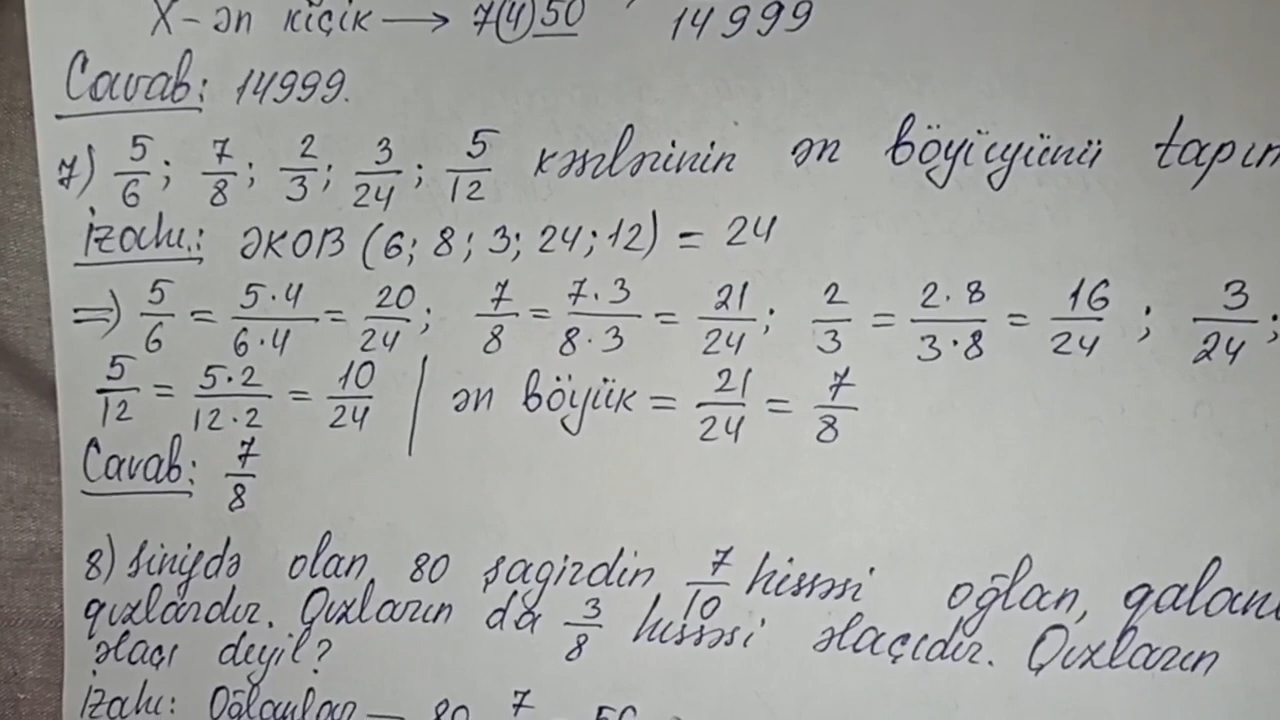 X-ən kiçik → 7(4)50 14999
Cavab: 14999.
7) 5/6; 7/8; 2/3; 3/24; 5/12 kəsrlərinin ən böyüyünü tapın
İzahı: ƏKOB (6; 8; 3; 24; 12) = 24
⇒) 5/6 = 5·4/6·4 = 20/24; 7/8 = 7·3/8·3 = 21/24; 2/3 = 2·8/3·8 = 16/24; 3/24;
5/12 = 5·2/12·2 = 10/24 | ən böyük = 21/24 = 7/8
Cavab: 7/8
8) Sinifdə olan 80 şagirdin 7/10 hissəsi oğlan, qalanı
qızlardır. Qızların da 3/8 hissəsi əlaçıdır. Qızların
əlaçı deyil?
İzahı: Oğlanlar — 80 7